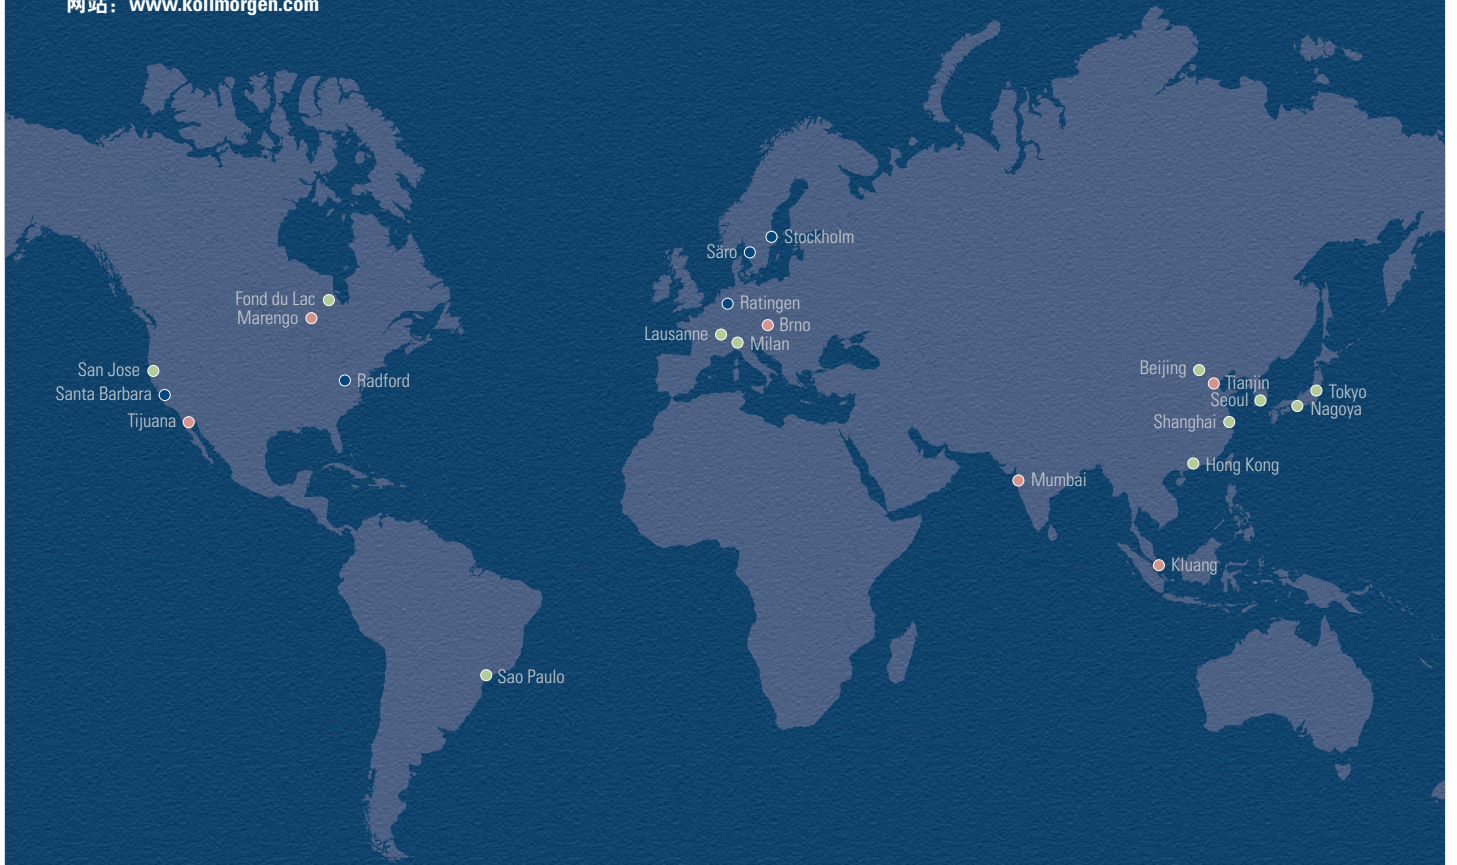 网站：www.kollmorgen.com
Stockholm
Säro
Fond du Lac
Marengo
Ratingen
Brno
Lausanne
Milan
San Jose
Santa Barbara
Radford
Tijuana
Beijing
Tianjin
Seoul
Tokyo
Nagoya
Shanghai
Hong Kong
Mumbai
Kluang
Sao Paulo